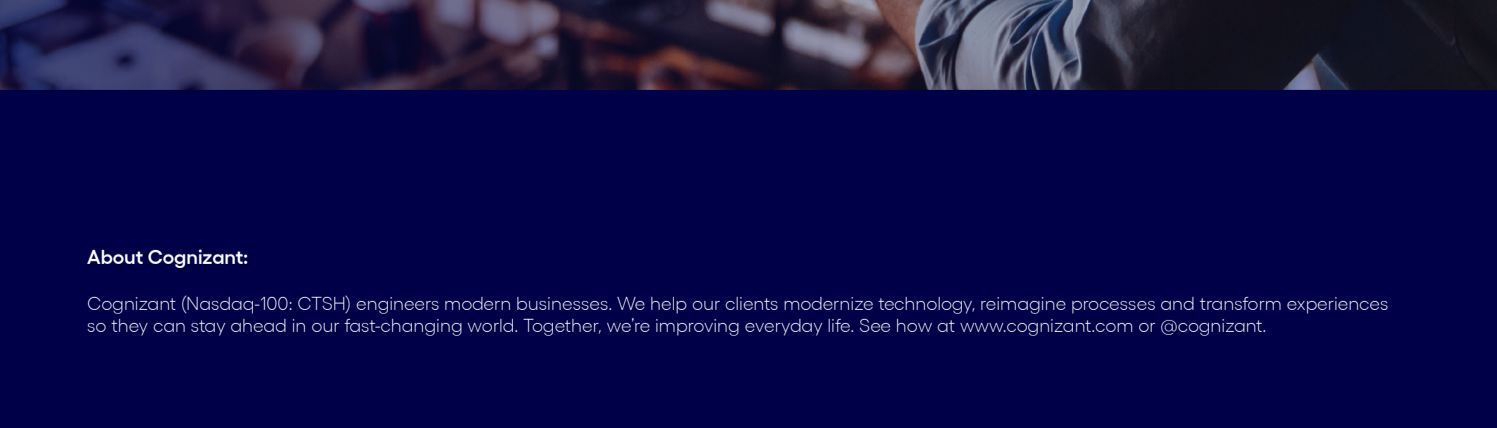 About Cognizant:
Cognizant (Nasdaq-100: CTSH) engineers modern businesses. We help our clients modernize technology, reimagine processes and transform experiences
so they can stay ahead in our fast-changing world. Together, we’re improving everyday life. See how at www.cognizant.com or @cognizant.